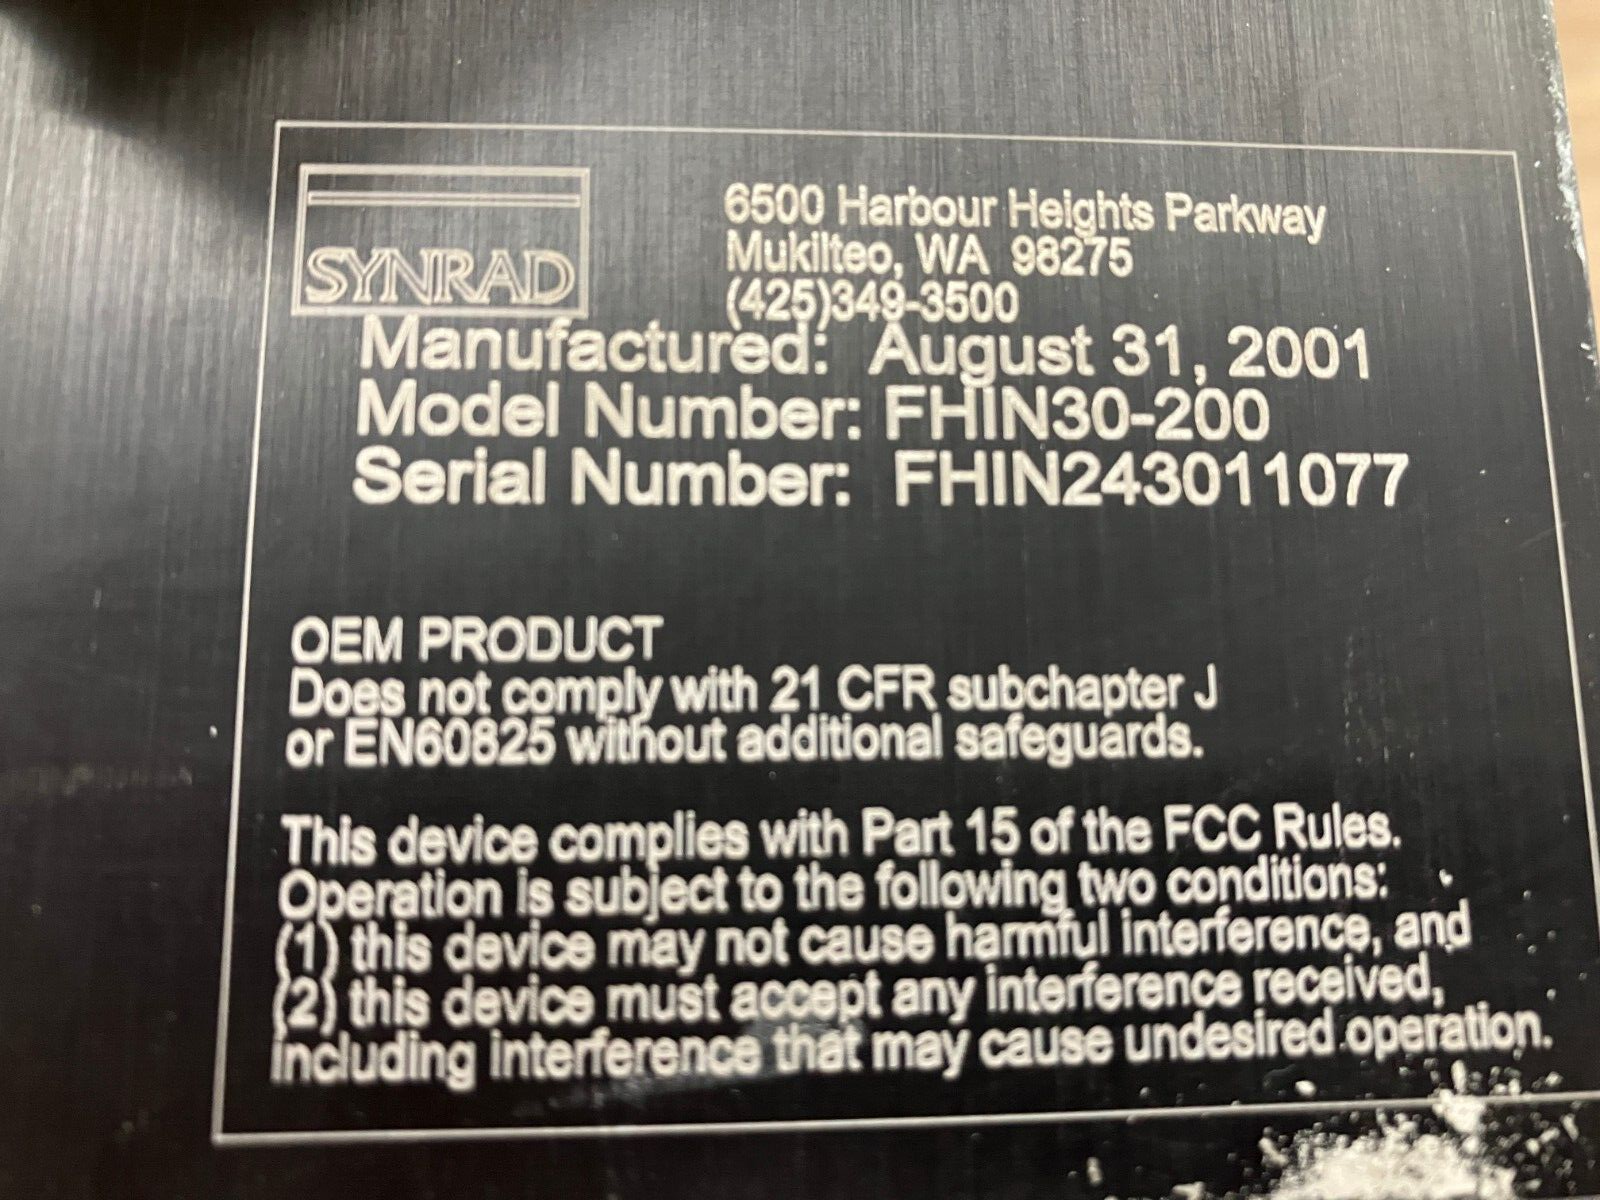 SYNRAD
6500 Harbour Heights Parkway
Mukilteo, WA 98275
(425)349-3500
Manufactured: August 31, 2001
Model Number: FHIN30-200
Serial Number: FHIN243011077
OEM PRODUCT
Does not comply with 21 CFR subchapter J
or EN60825 without additional safeguards.
This device complies with Part 15 of the FCC Rules.
Operation is subject to the following two conditions:
(1) this device may not cause harmful interference, and
(2) this device must accept any interference received,
including interference that may cause undesired operation.